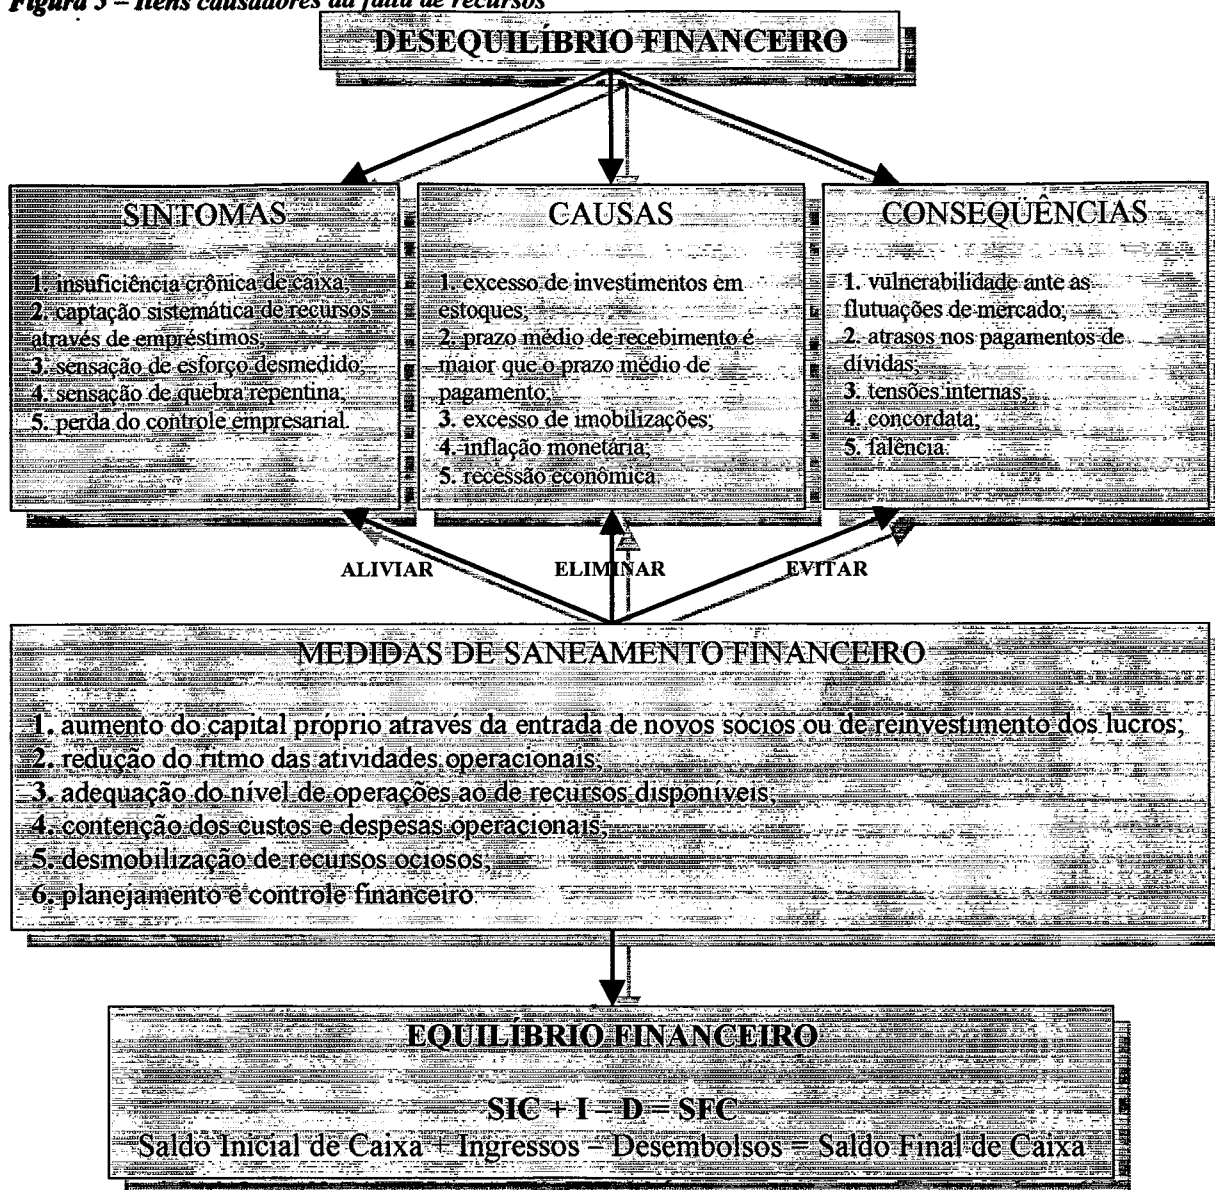 Figura 5 – Itens causadores da falta de recursos
DESEQUILÍBRIO FINANCEIRO
SINTOMAS
1. insuficiência crônica de caixa;
2. captação sistemática de recursos
através de empréstimos;
3. sensação de esforço desmedido;
4. sensação de quebra repentina;
5. perda do controle empresarial.
CAUSAS
1. excesso de investimentos em
estoques;
2. prazo médio de recebimento é
maior que o prazo médio de
pagamento;
3. excesso de imobilizações;
4. inflação monetária;
5. recessão econômica.
CONSEQÜÊNCIAS
1. vulnerabilidade ante as
flutuações de mercado;
2. atrasos nos pagamentos de
dívidas;
3. tensões internas;
4. concordata;
5. falência.
ALIVIAR
ELIMINAR
EVITAR
MEDIDAS DE SANEAMENTO FINANCEIRO
1. aumento do capital próprio através da entrada de novos sócios ou de reinvestimento dos lucros;
2. redução do ritmo das atividades operacionais;
3. adequação do nível de operações ao de recursos disponíveis;
4. contenção dos custos e despesas operacionais;
5. desmobilização de recursos ociosos;
6. planejamento e controle financeiro
EQUILÍBRIO FINANCEIRO
SIC + I – D = SFC
Saldo Inicial de Caixa + Ingressos – Desembolsos = Saldo Final de Caixa